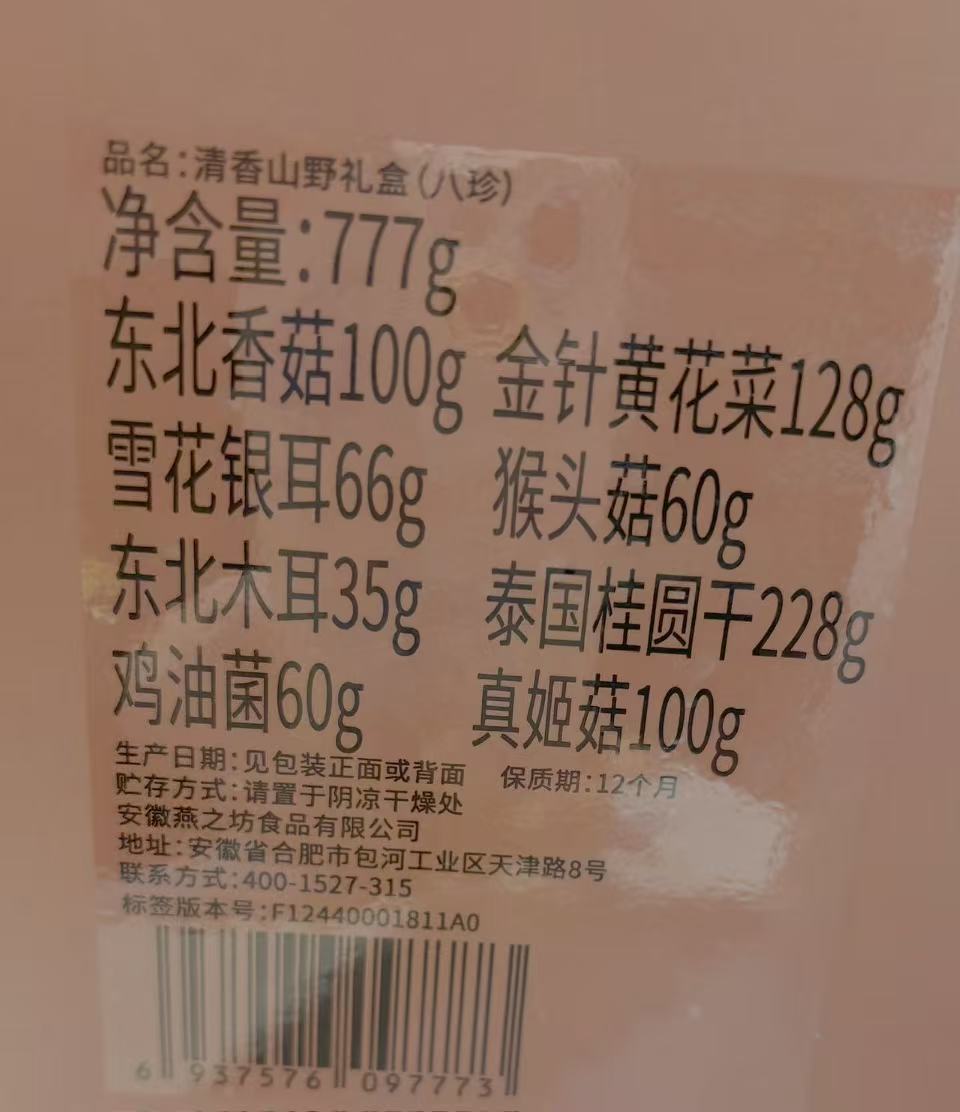 品名:清香山野礼盒(八珍)
净含量:777g
东北香菇100g 金针黄花菜128g
雪花银耳66g 猴头菇60g
东北木耳35g 泰国桂圆干228g
鸡油菌60g 真姬菇100g
生产日期:见包装正面或背面 保质期:12个月
贮存方式:请置于阴凉干燥处
安徽燕之坊食品有限公司
地址:安徽省合肥市包河工业区天津路8号
联系方式:400-1527-315
标签版本号:F12440001811A0
6 937576 097773